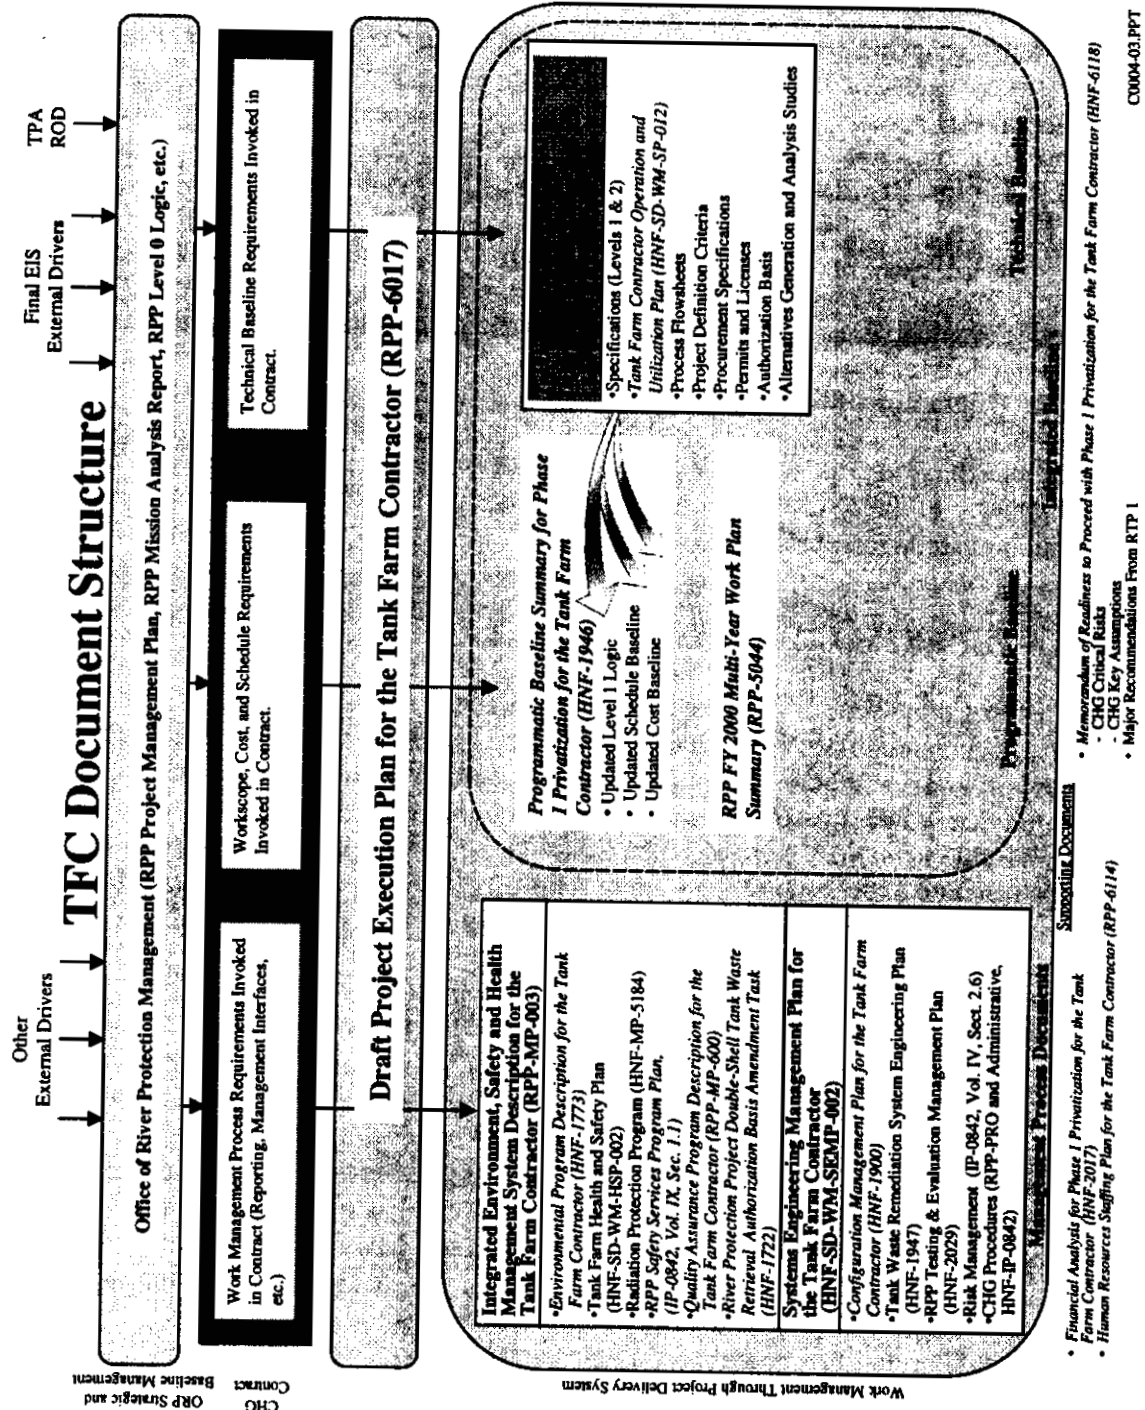 TFC Document Structure
Other
External Drivers
Final EIS
External Drivers
TPA
ROD
ORP Strategic and
Baseline Management
Office of River Protection Management (RPP Project Management Plan, RPP Mission Analysis Report, RPP Level 0 Logic, etc.)
CHG
Contract
Work Management Process Requirements Invoked
in Contract (Reporting, Management Interfaces,
etc.)
Workscope, Cost, and Schedule Requirements
Invoked in Contract.
Technical Baseline Requirements Invoked in
Contract.
Draft Project Execution Plan for the Tank Farm Contractor (RPP-6017)
Work Management Through Project Delivery System
Integrated Environment, Safety and Health
Management System Description for the
Tank Farm Contractor (RPP-MP-003)
•Environmental Program Description for the Tank
Farm Contractor (HNF-1773)
•Tank Farm Health and Safety Plan
(HNF-SD-WM-HSP-002)
•Radiation Protection Program (HNF-MP-5184)
•RPP Safety Services Program Plan,
(IP-0842, Vol. IX, Sec. 1.1)
•Quality Assurance Program Description for the
Tank Farm Contractor (RPP-MP-600)
•River Protection Project Double-Shell Tank Waste
Retrieval Authorization Basis Amendment Task
(HNF-1722)
Systems Engineering Management Plan for
the Tank Farm Contractor
(HNF-SD-WM-SEMP-002)
•Configuration Management Plan for the Tank Farm
Contractor (HNF-1900)
•Tank Waste Remediation System Engineering Plan
(HNF-1947)
•RPP Testing & Evaluation Management Plan
(HNF-2029)
•Risk Management (IP-0842, Vol. IV, Sect. 2.6)
•CHG Procedures (RPP-PRO and Administrative,
HNF-IP-0842)
Management Process Documents
Programmatic Baseline Summary for Phase
1 Privatization for the Tank Farm
Contractor (HNF-1946)
• Updated Level 1 Logic
• Updated Schedule Baseline
• Updated Cost Baseline
RPP FY 2000 Multi-Year Work Plan
Summary (RPP-5044)
Programmatic Baseline
•Specifications (Levels 1 & 2)
•Tank Farm Contractor Operation and
Utilization Plan (HNF-SD-WM-SP-012)
•Process Flowsheets
•Project Definition Criteria
•Procurement Specifications
•Permits and Licenses
•Authorization Basis
•Alternatives Generation and Analysis Studies
Technical Baseline
Integrated Baseline
Supporting Documents
• Financial Analysis for Phase 1 Privatization for the Tank
Farm Contractor (HNF-2017)
• Human Resources Staffing Plan for the Tank Farm Contractor (RPP-6114)
• Memorandum of Readiness to Proceed with Phase 1 Privatization for the Tank Farm Contractor (HNF-6118)
- CHG Critical Risks
- CHG Key Assumptions
• Major Recommendations From RTP 1
C0004-03.PPT